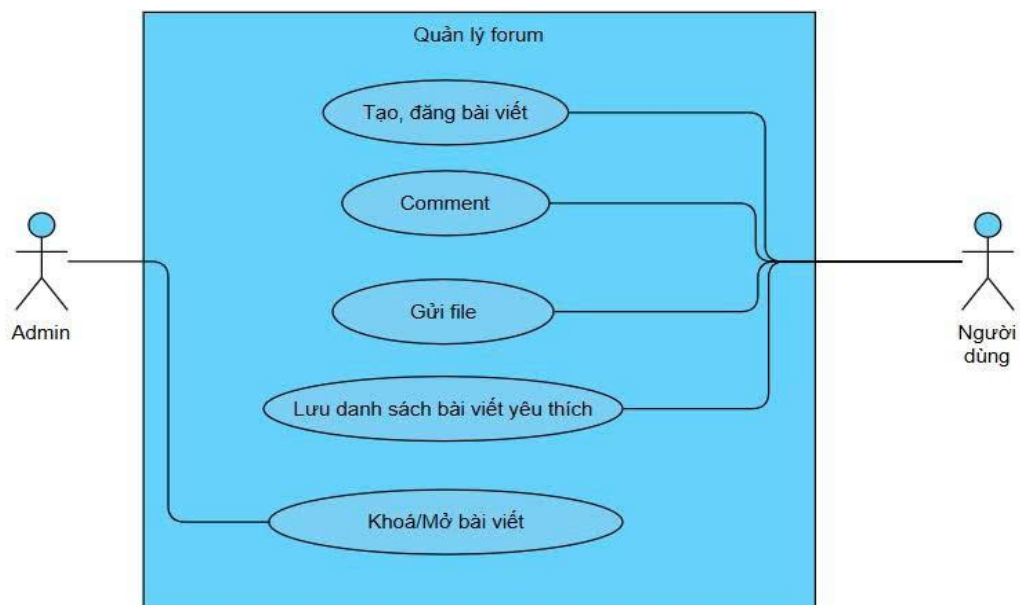 Quản lý forum
Tạo, đăng bài viết
Comment
Gửi file
Admin
Người
dùng
Lưu danh sách bài viết yêu thích
Khoá/Mở bài viết